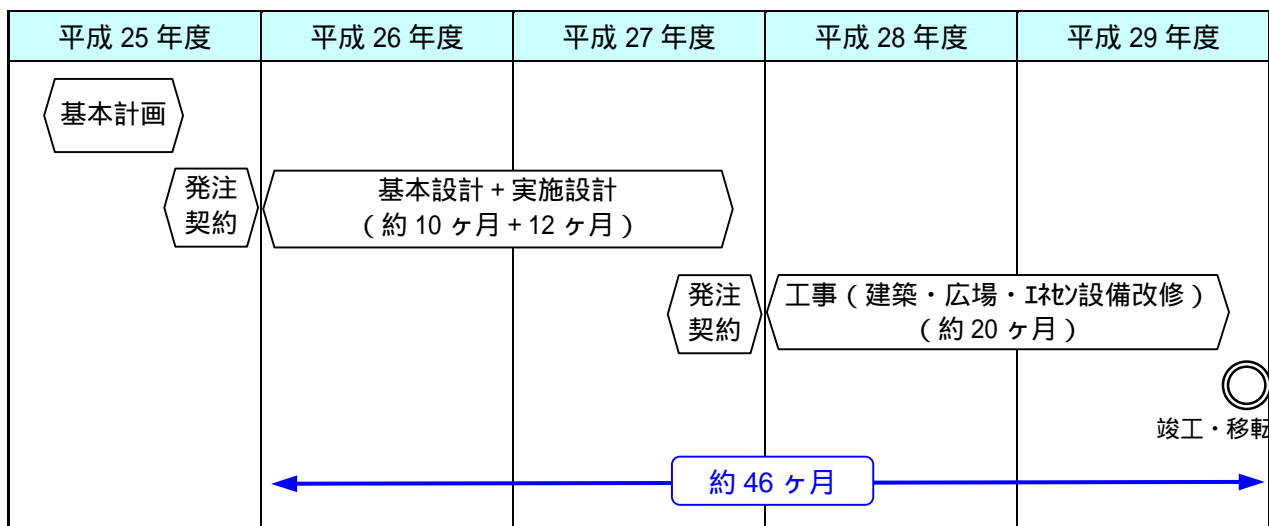 平成 25 年度
平成 26 年度
平成 27 年度
平成 28 年度
平成 29 年度
基本計画
発注
契約
基本設計 + 実施設計
( 約 10 ヶ月 + 12 ヶ月 )
発注
契約
工事 ( 建築・広場・ｴﾈｾﾝ設備改修 )
( 約 20 ヶ月 )
竣工・移転
約 46 ヶ月